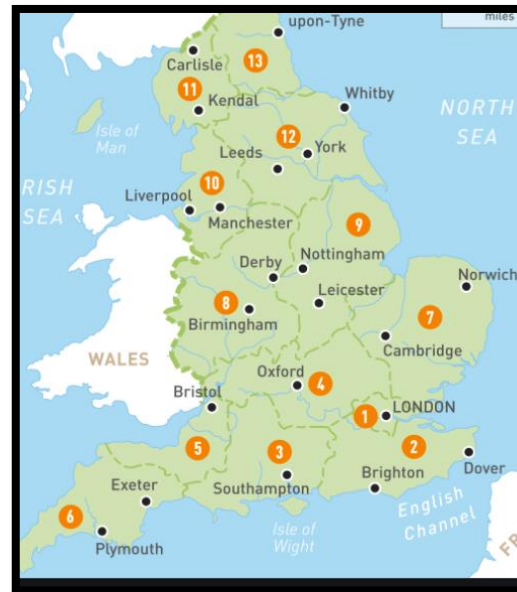 miles
upon-Tyne
Carlisle
13
11
Kendal
Whitby
NORTH
SEA
Isle of
Man
12
York
Leeds
10
RISH
SEA
Liverpool
Manchester
9
Nottingham
Derby
Norwich
Leicester
8
7
Birmingham
WALES
Cambridge
Oxford
4
Bristol
1
LONDON
5
3
2
Dover
Southampton
Brighton
Exeter
English
Channel
6
Isle of
Wight
Plymouth
FR